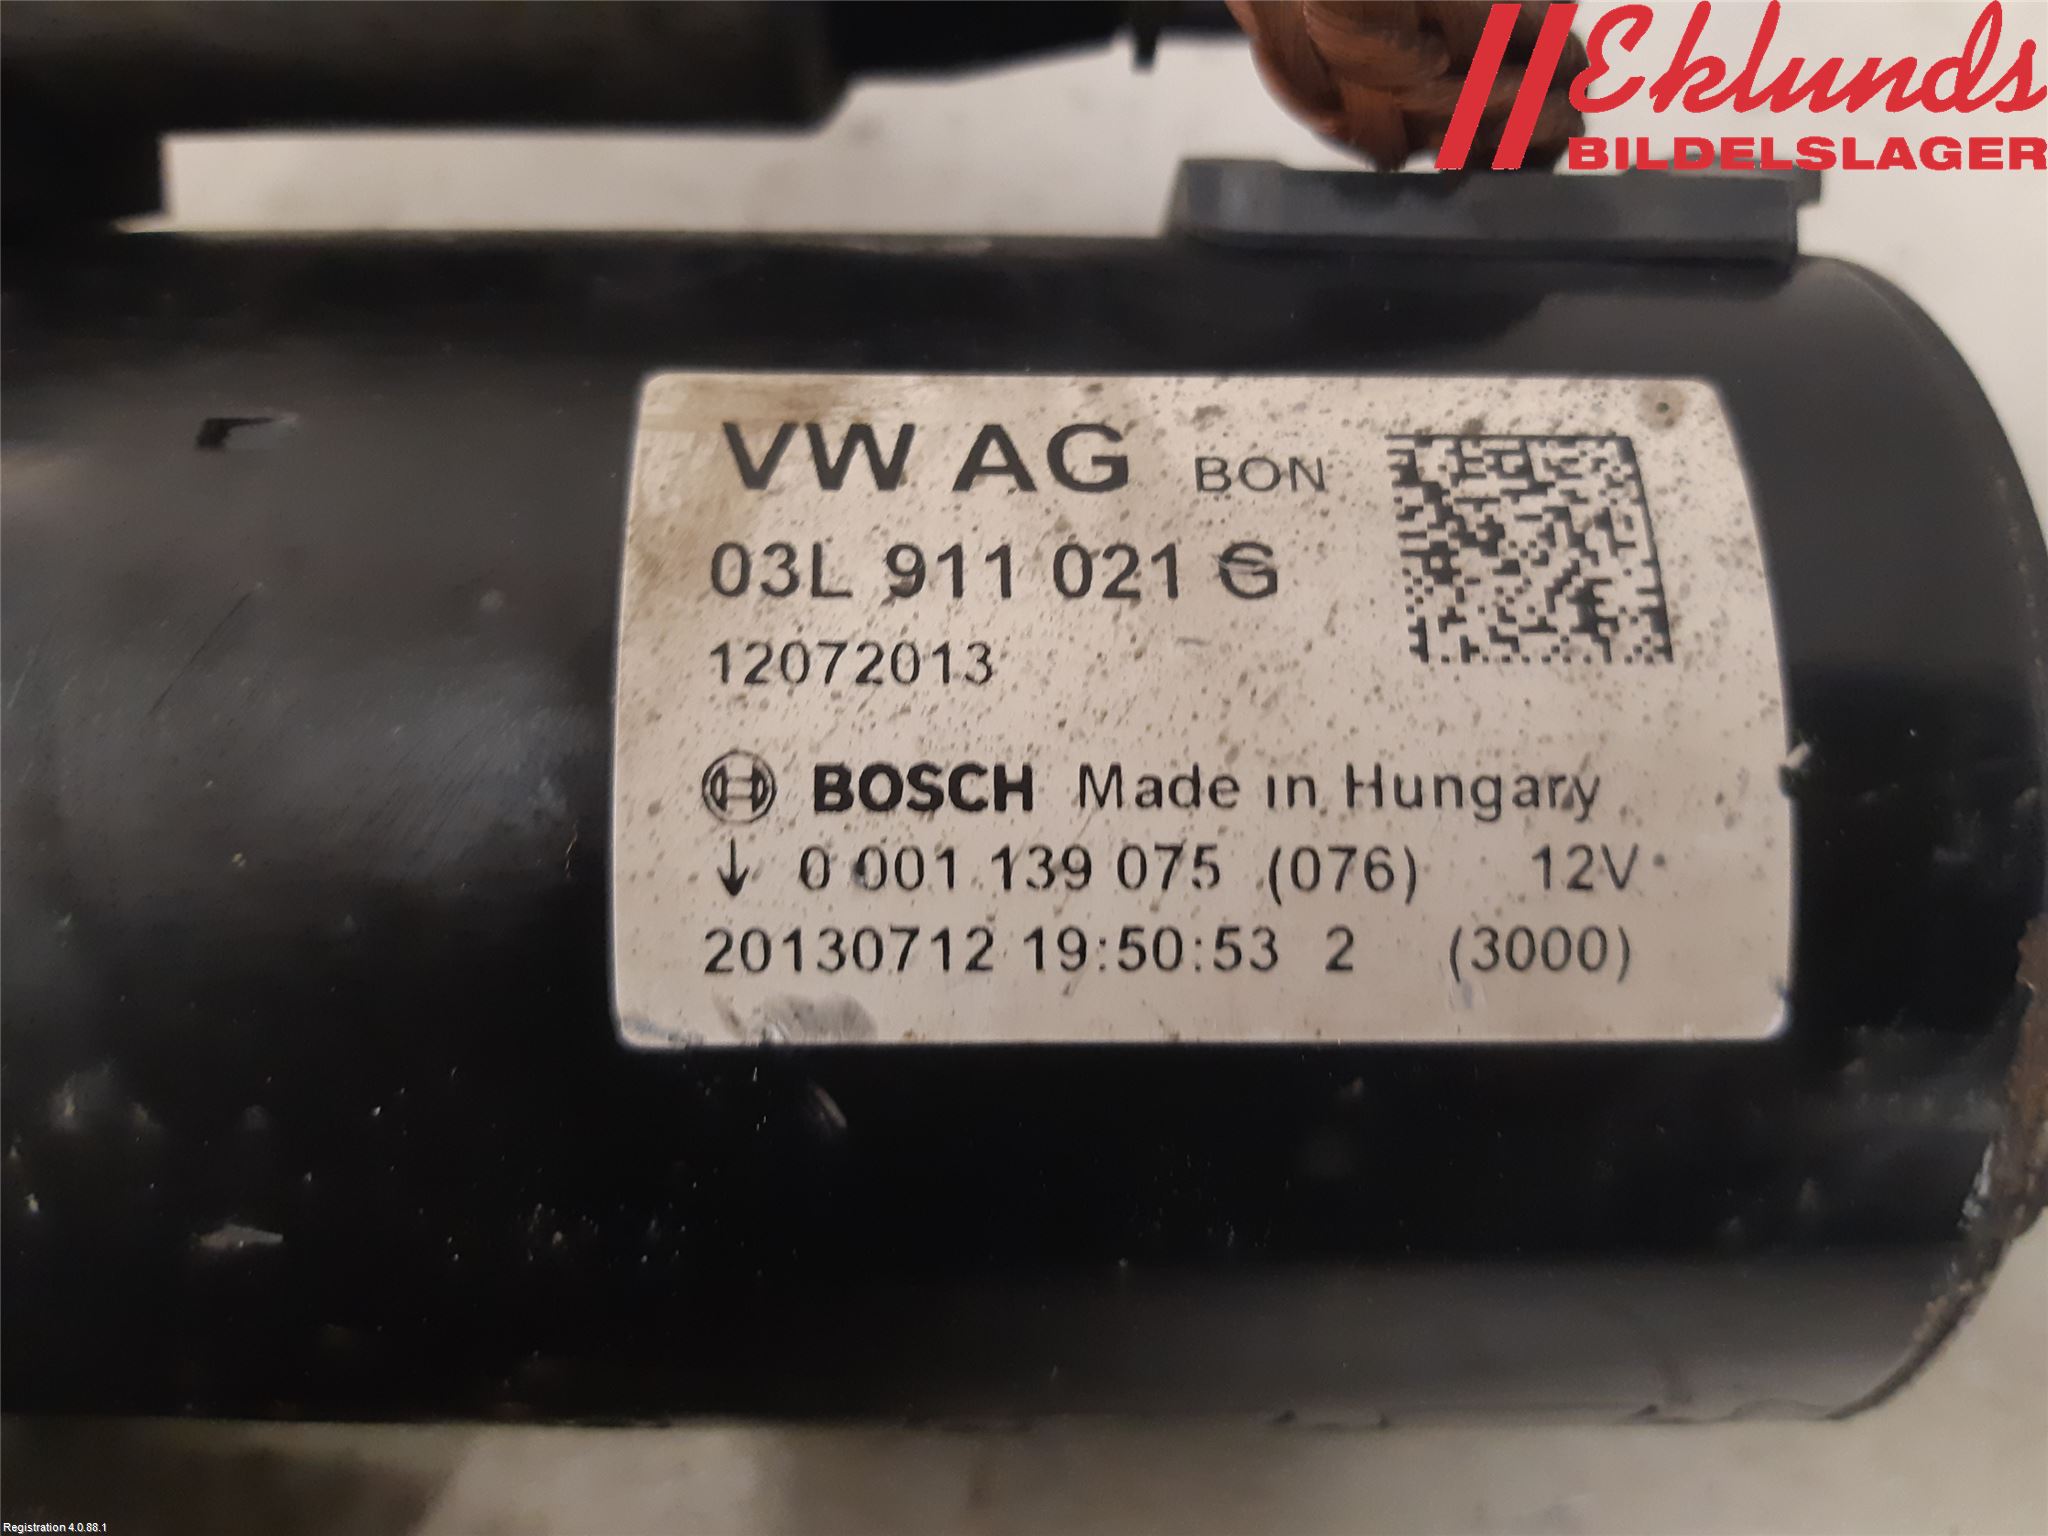 Eklunds
BILDELSLAGER
VW AG BON
03L 911 021 G
12072013
BOSCH Made in Hungary
↓ 0 001 139 075 (076) 12V
20130712 19:50:53 2 (3000)
Registration 4.0.88.1